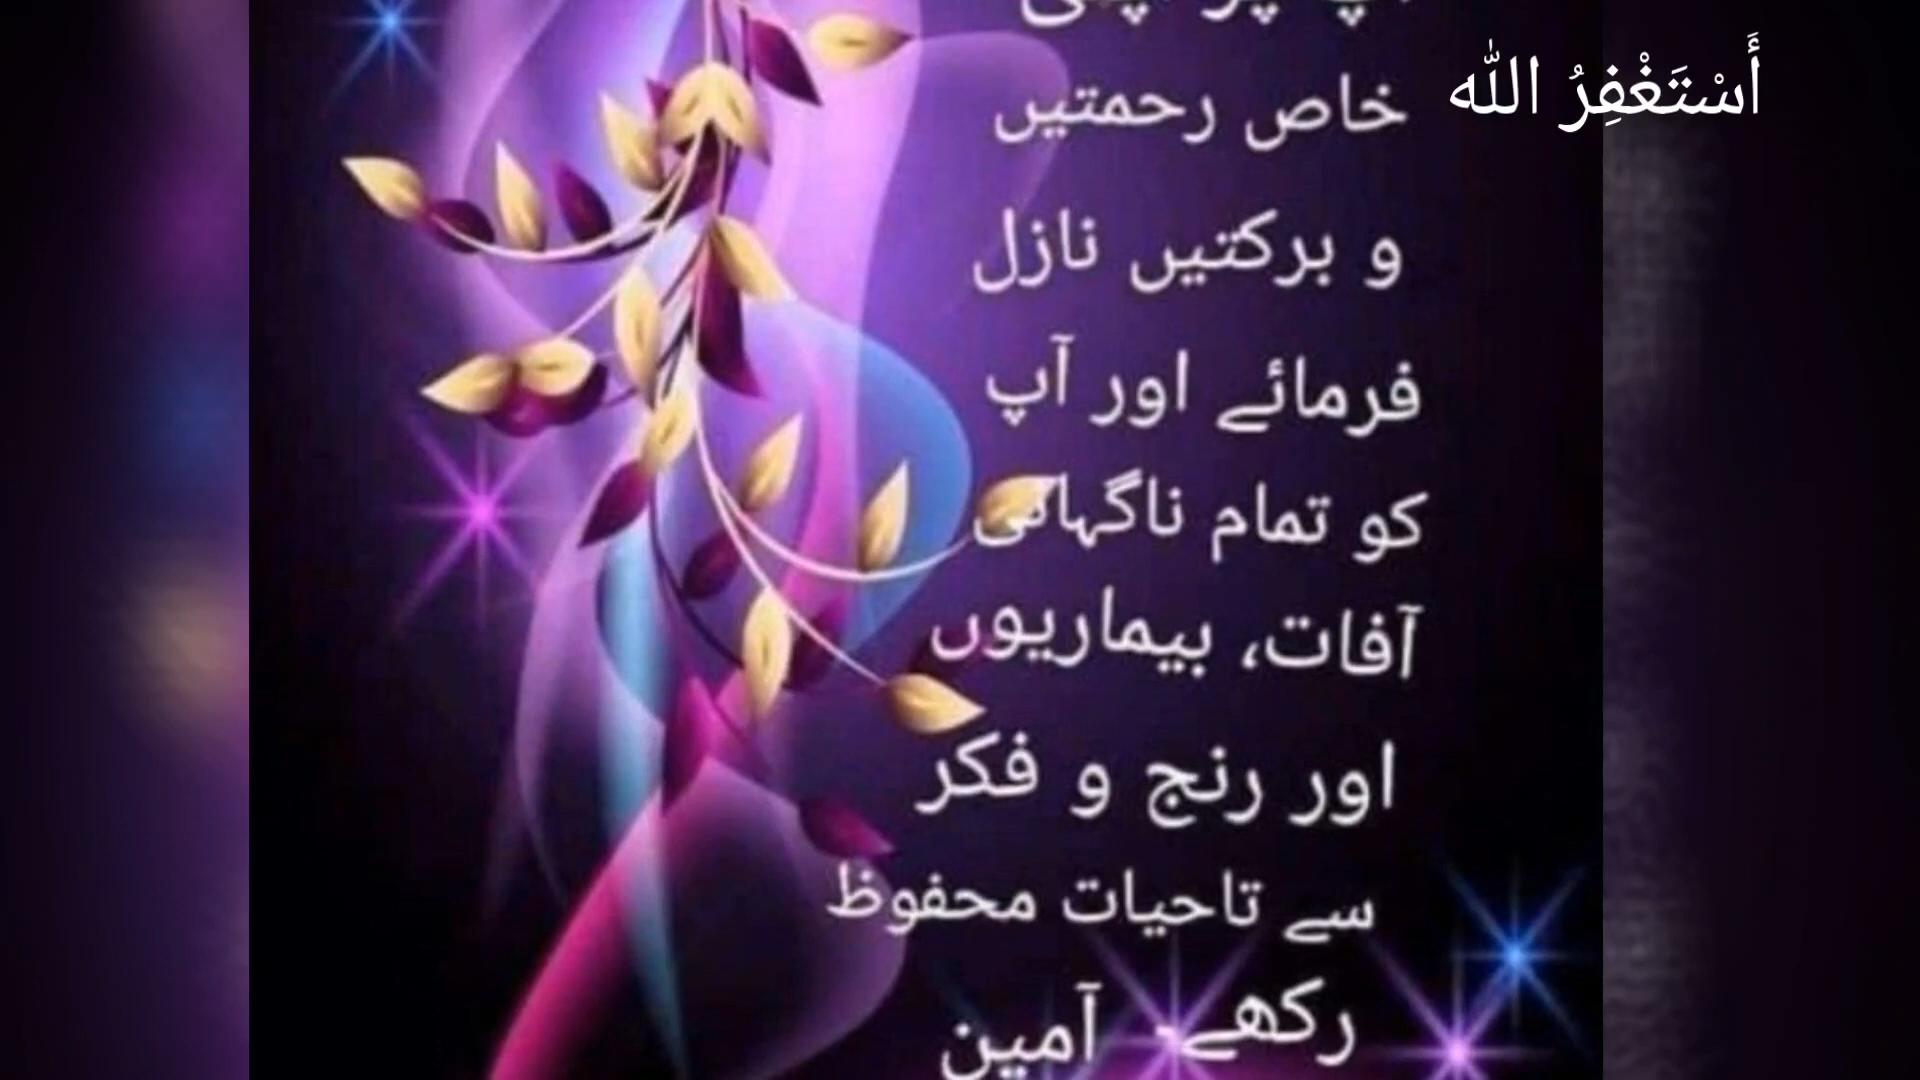 خاص رحمتیں
أَسْتَغْفِرُ الله
و برکتیں نازل
فرمائے اور آپ
کو تمام ناگہانی
آفات، بیماریوں
اور رنج و فکر
سے تاحیات محفوظ
رکھے۔ آمین